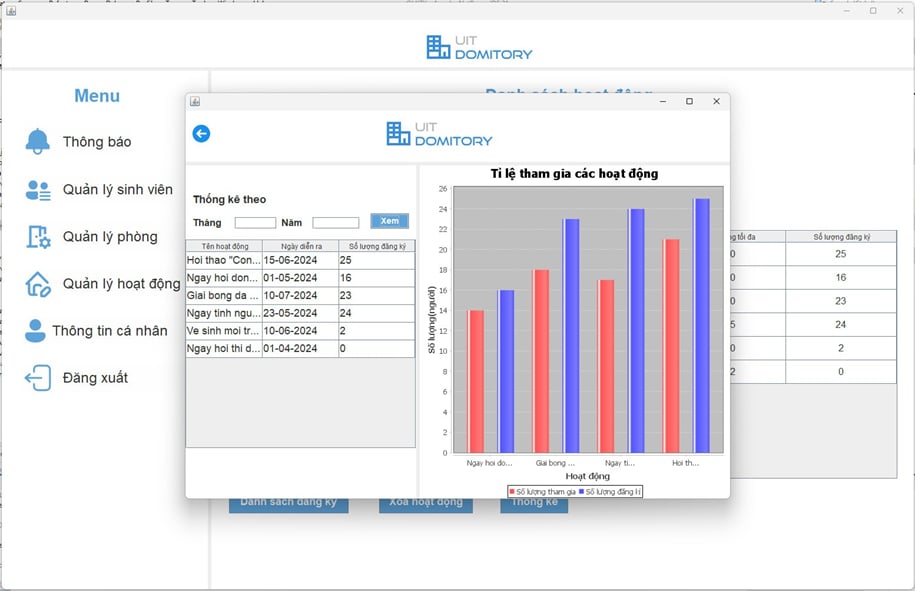 UIT
DOMITORY
Menu
Thông báo
Quản lý sinh viên
Quản lý phòng
Quản lý hoạt động
Thông tin cá nhân
Đăng xuất
Danh sách hoạt động
UIT
DOMITORY
Thống kê theo
Tháng Năm Xem
Tên hoạt động Ngày diễn ra Số lượng đăng ký
Hoi thao "Con... 15-06-2024 25
Ngay hoi don... 01-05-2024 16
Giai bong da ... 10-07-2024 23
Ngay tinh ngu... 23-05-2024 24
Ve sinh moi tr... 10-06-2024 2
Ngay hoi thi d... 01-04-2024 0
Tỉ lệ tham gia các hoạt động
26
24
22
20
18
16
14
12
10
8
6
4
2
0
Số lượng(người)
Ngay hoi do... Giai bong ... Ngay ti... Hoi th...
Hoạt động
Số lượng tham gia Số lượng đăng kí
g tối đa Số lượng đăng ký
0 25
0 16
0 23
5 24
0 2
2 0
Danh sách đăng ký Xóa hoạt động Thống kê